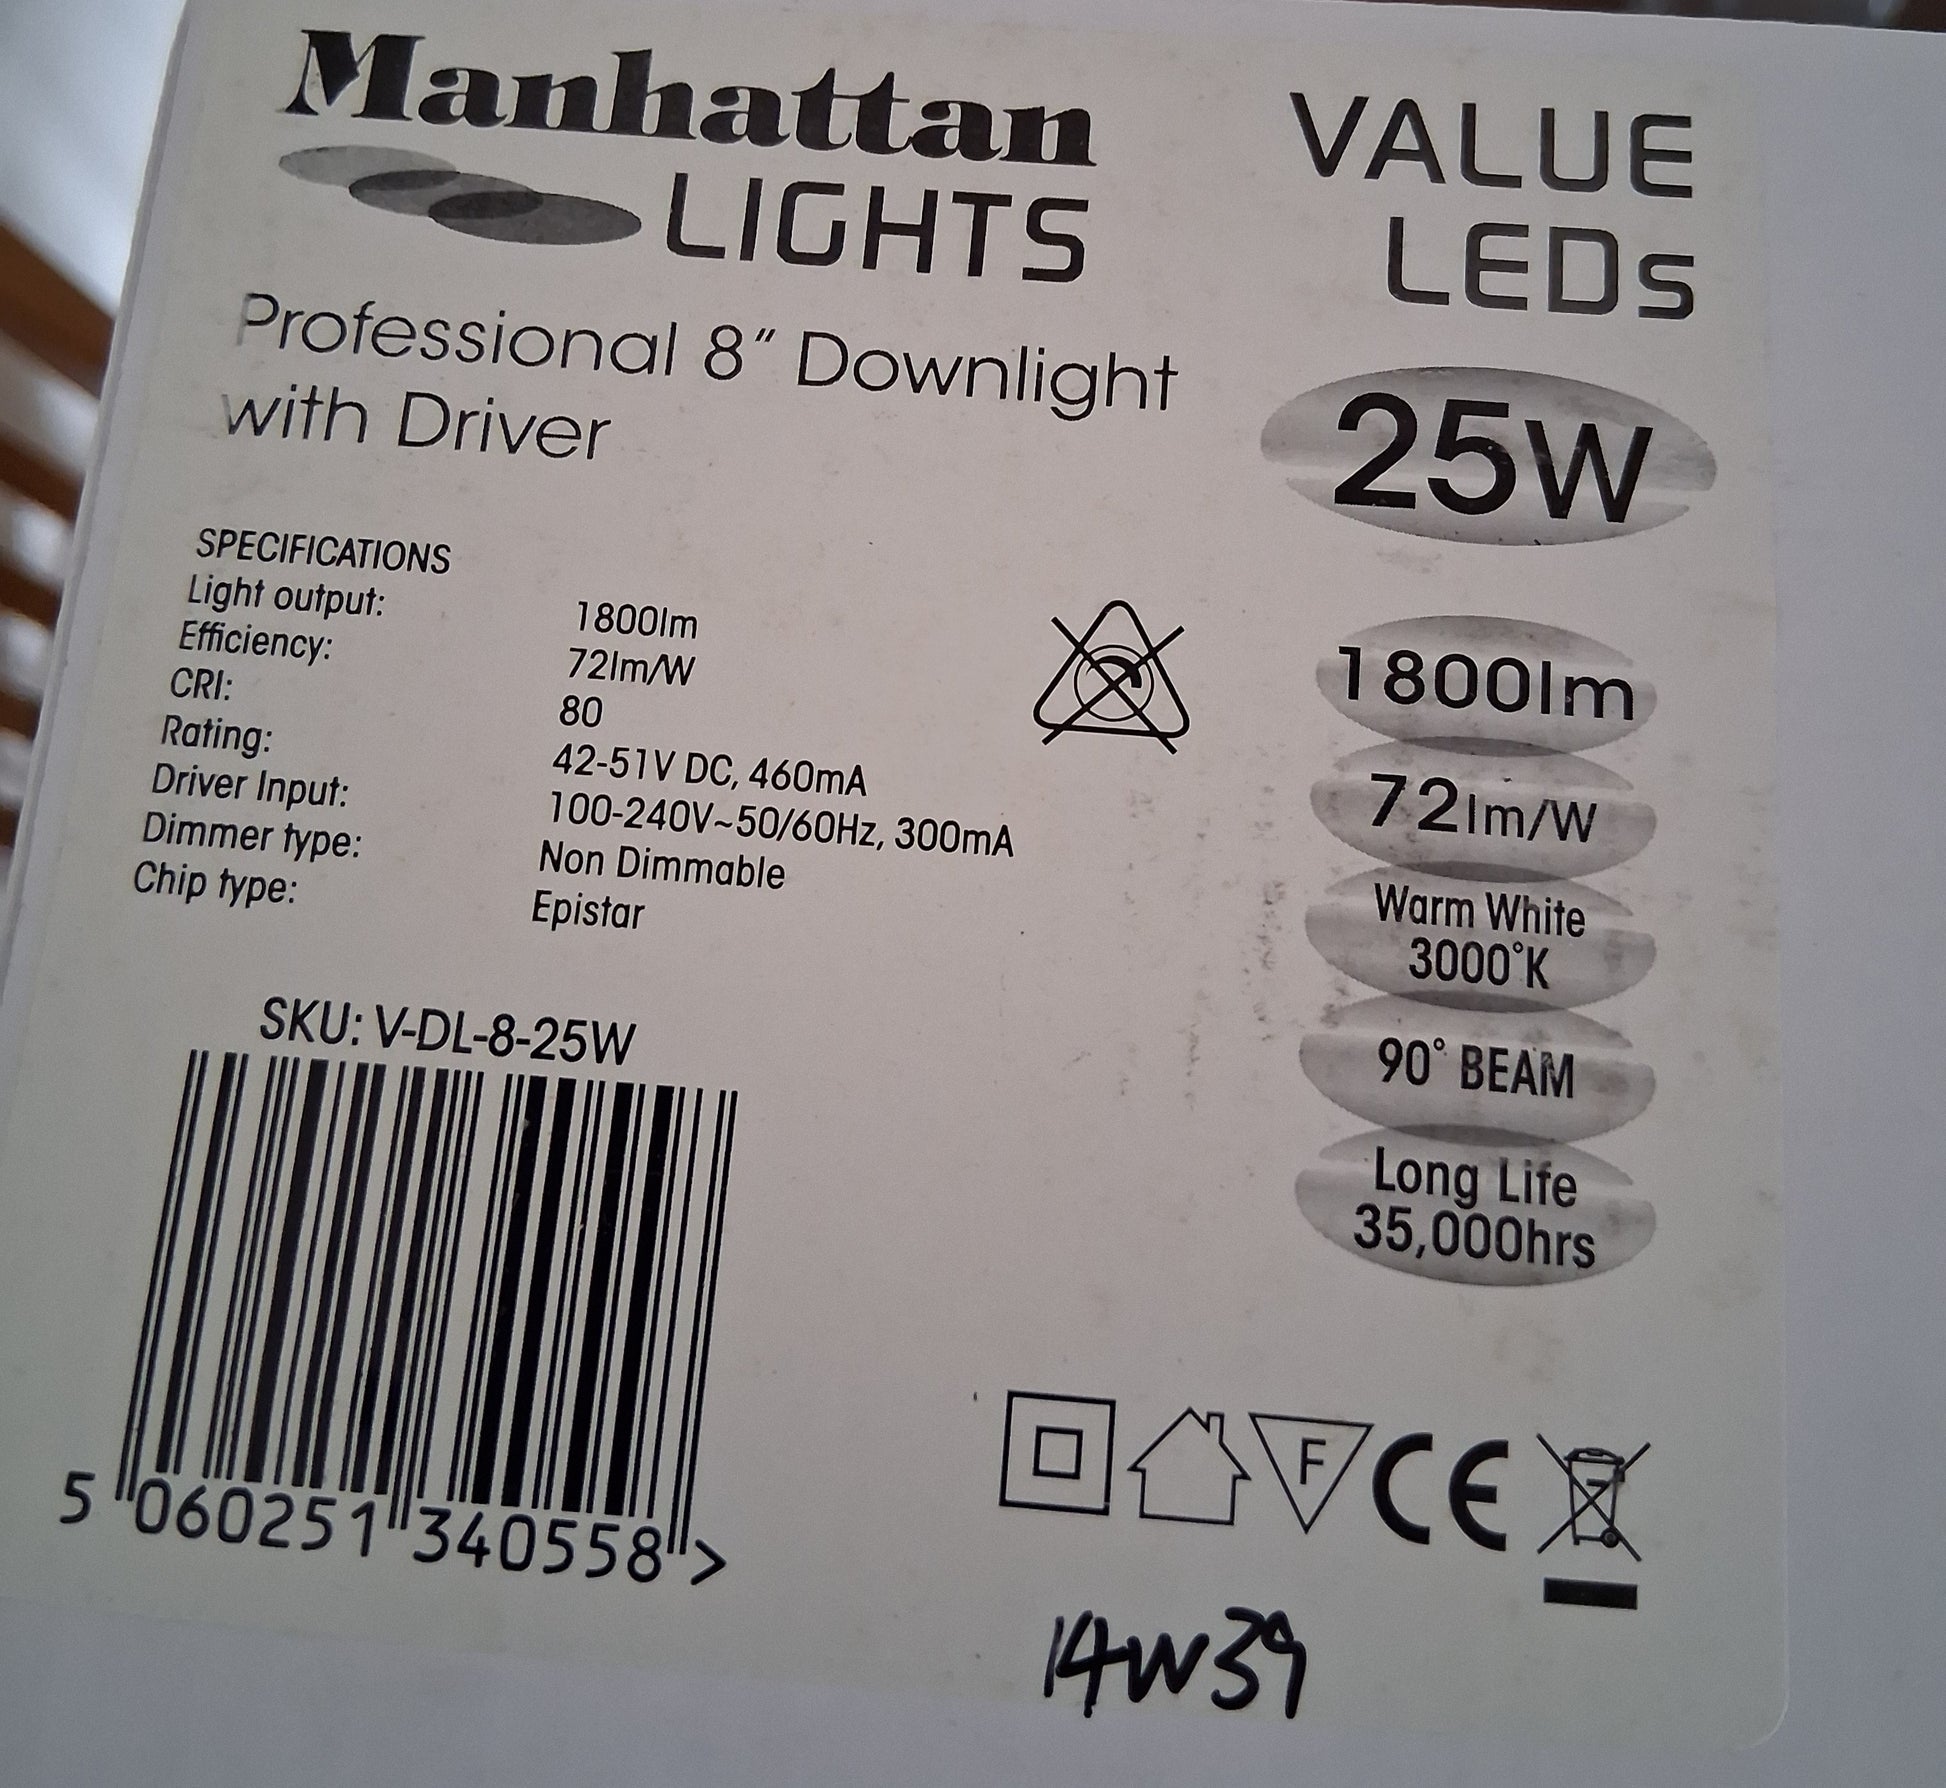 Manhattan
LIGHTS
Professional 8" Downlight
with Driver
SPECIFICATIONS
Light output: 1800lm
Efficiency: 72lm/W
CRI: 80
Rating: 42-51V DC, 460mA
Driver Input: 100-240V~50/60Hz, 300mA
Dimmer type: Non Dimmable
Chip type: Epistar
SKU: V-DL-8-25W
5 060251 340558 >
VALUE
LEDs
25W
1800lm
72lm/W
Warm White
3000°K
90° BEAM
Long Life
35,000hrs
F CE
14W39